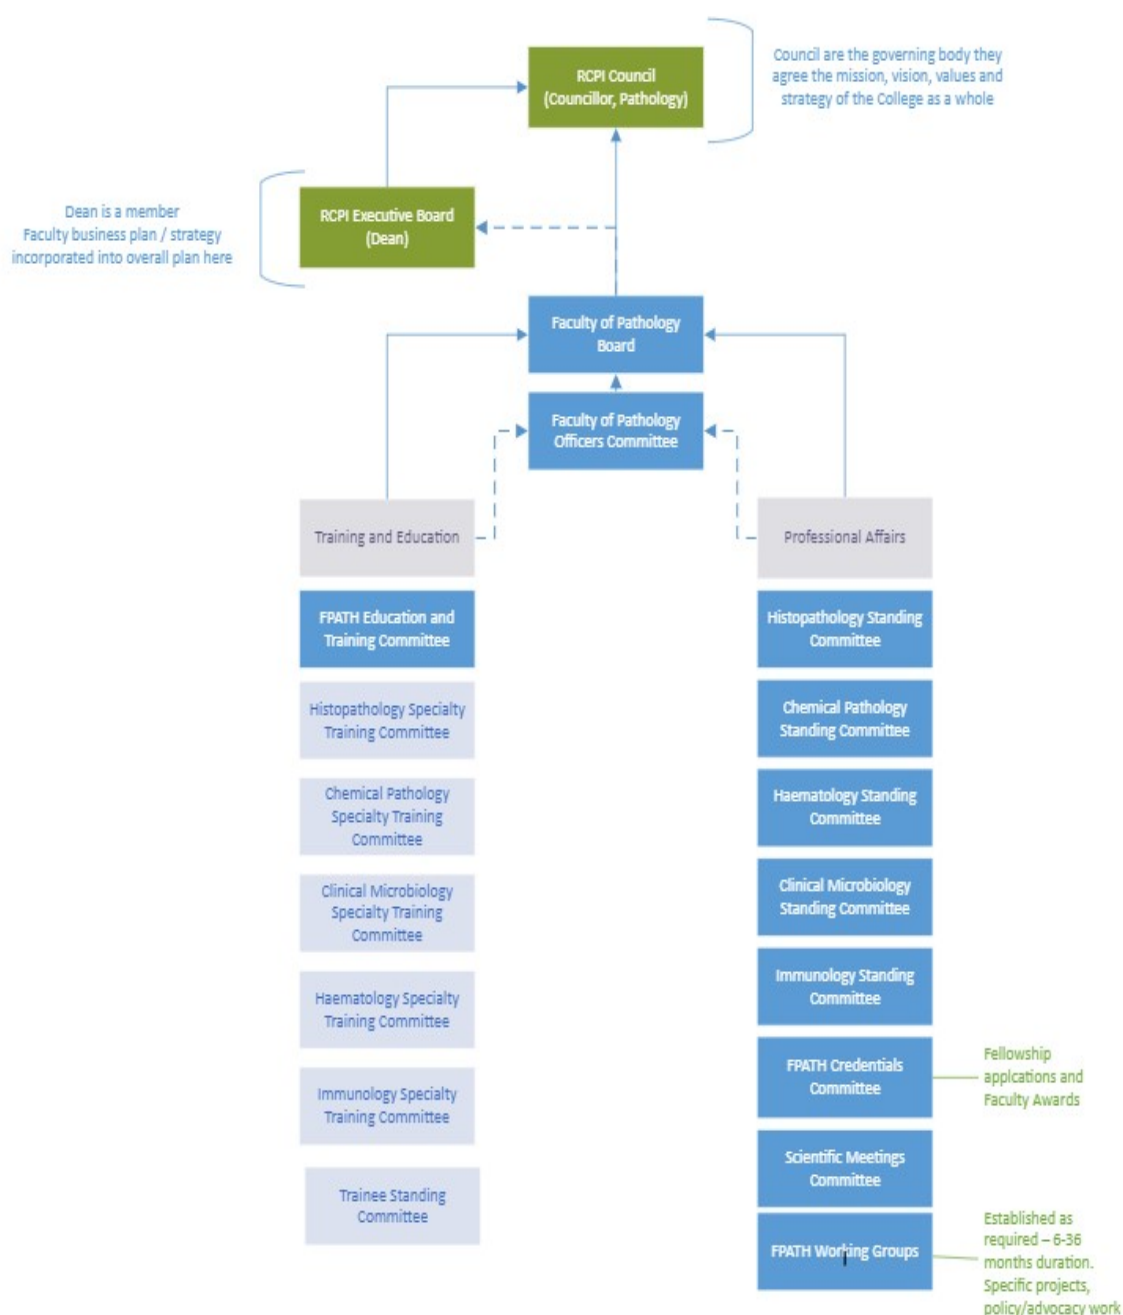 RCPI Council
(Councillor, Pathology)
Council are the governing body they
agree the mission, vision, values and
strategy of the College as a whole
Dean is a member
Faculty business plan / strategy
incorporated into overall plan here
RCPI Executive Board
(Dean)
Faculty of Pathology
Board
Faculty of Pathology
Officers Committee
Training and Education
FPATH Education and
Training Committee
Histopathology Specialty
Training Committee
Chemical Pathology
Specialty Training
Committee
Clinical Microbiology
Specialty Training
Committee
Haematology Specialty
Training Committee
Immunology Specialty
Training Committee
Trainee Standing
Committee
Professional Affairs
Histopathology Standing
Committee
Chemical Pathology
Standing Committee
Haematology Standing
Committee
Clinical Microbiology
Standing Committee
Immunology Standing
Committee
FPATH Credentials
Committee
Fellowship
applcations and
Faculty Awards
Scientific Meetings
Committee
FPATH Working Groups
Established as
required – 6-36
months duration.
Specific projects,
policy/advocacy work